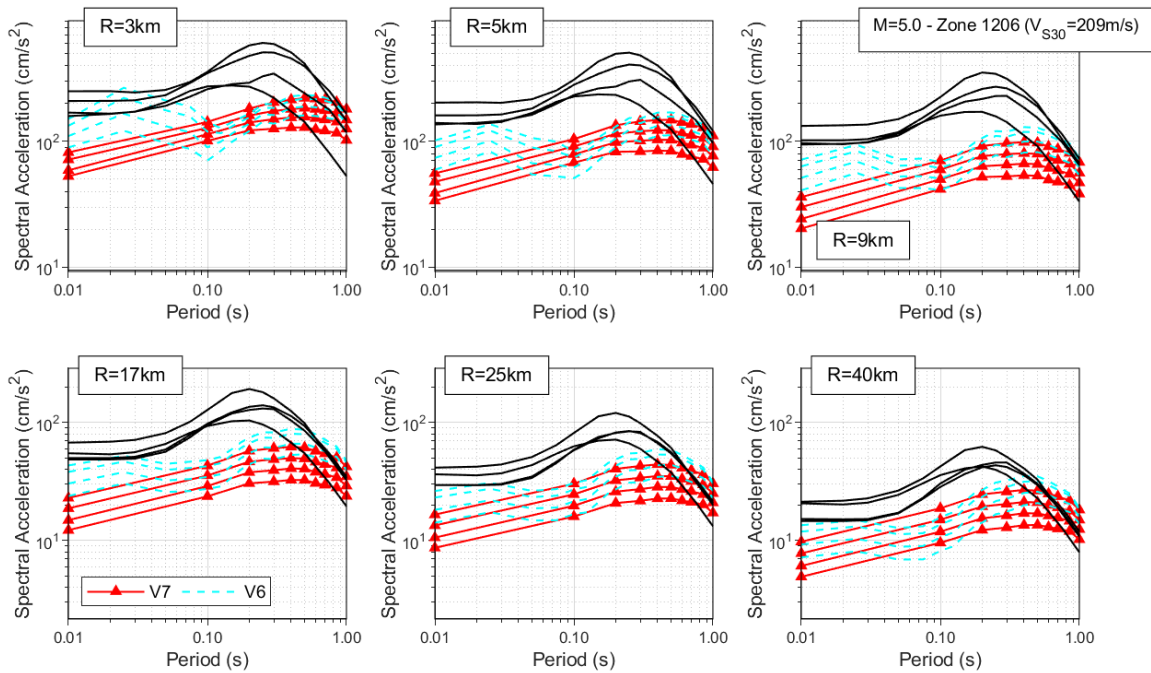 R=3km
R=5km
M=5.0 - Zone 1206 (V_S30=209m/s)
Spectral Acceleration (cm/s²)
10²
10¹
0.01 0.10 1.00
Period (s)
Spectral Acceleration (cm/s²)
10²
10¹
0.01 0.10 1.00
Period (s)
Spectral Acceleration (cm/s²)
10²
10¹
R=9km
0.01 0.10 1.00
Period (s)
R=17km
R=25km
R=40km
Spectral Acceleration (cm/s²)
10²
10¹
V7 V6
0.01 0.10 1.00
Period (s)
Spectral Acceleration (cm/s²)
10²
10¹
0.01 0.10 1.00
Period (s)
Spectral Acceleration (cm/s²)
10²
10¹
0.01 0.10 1.00
Period (s)